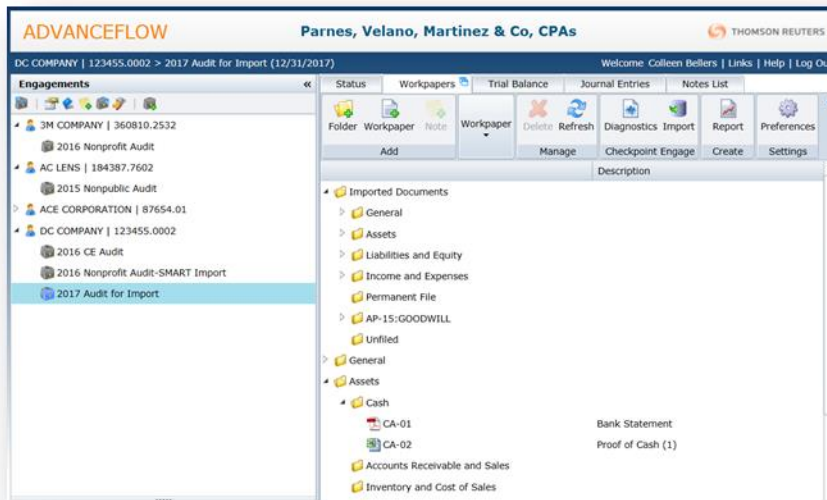 ADVANCEFLOW
Parnes, Velano, Martinez & Co, CPAs
THOMSON REUTERS
DC COMPANY | 123455.0002 > 2017 Audit for Import (12/31/2017)
Welcome Colleen Bellers | Links | Help | Log Ou
Engagements «
Status Workpapers Trial Balance Journal Entries Notes List
Folder Workpaper Note Workpaper Delete Refresh Diagnostics Import Report Preferences
Add Manage Checkpoint Engage Create Settings
Description
3M COMPANY | 360810.2532
2016 Nonprofit Audit
AC LENS | 184387.7602
2015 Nonpublic Audit
ACE CORPORATION | 87654.01
DC COMPANY | 123455.0002
2016 CE Audit
2016 Nonprofit Audit-SMART Import
2017 Audit for Import
Imported Documents
General
Assets
Liabilities and Equity
Income and Expenses
Permanent File
AP-15:GOODWILL
Unfiled
General
Assets
Cash
CA-01 Bank Statement
CA-02 Proof of Cash (1)
Accounts Receivable and Sales
Inventory and Cost of Sales